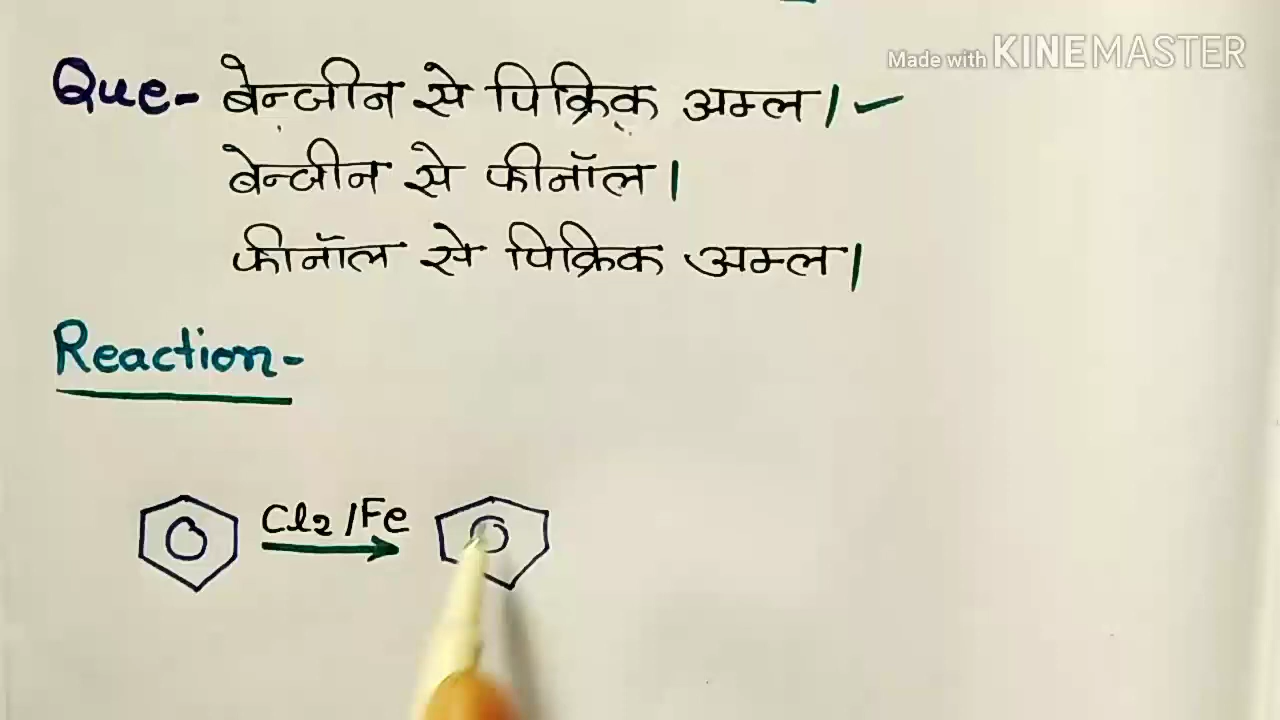 Made with KINEMASTER
Que- बेन्जीन से पिक्रिक अम्ल।
बेन्जीन से फीनॉल।
फीनॉल से पिक्रिक अम्ल।
Reaction-
Cl2/Fe